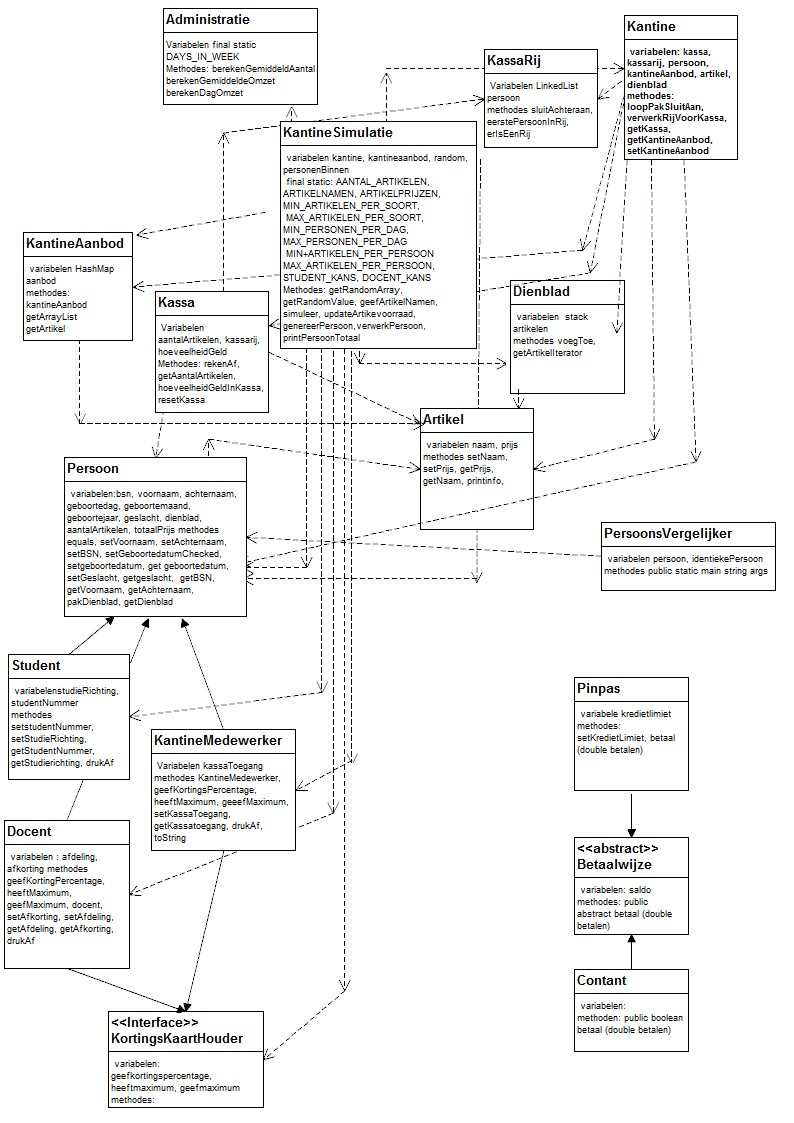 Administratie
Variabelen final static
DAYS_IN_WEEK
Methodes: berekenGemiddeldAantal
berekenGemiddeldeOmzet
berekenDagOmzet
KassaRij
Variabelen LinkedList
persoon
methodes sluitAchteraan,
eerstePersoonInRij,
erIsEenRij
Kantine
variabelen: kassa,
kassarij, persoon,
kantineAanbod, artikel,
dienblad
methodes:
loopPakSluitAan,
verwerkRijVoorKassa,
getKassa,
getKantineAanbod,
setKantineAanbod
KantineSimulatie
variabelen kantine, kantineaanbod, random,
personenBinnen
final static: AANTAL_ARTIKELEN,
ARTIKELNAMEN, ARTIKELPRIJZEN,
MIN_ARTIKELEN_PER_SOORT,
MAX_ARTIKELEN_PER_SOORT,
MIN_PERSONEN_PER_DAG,
MAX_PERSONEN_PER_DAG
MIN+ARTIKELEN_PER_PERSOON
MAX_ARTIKELEN_PER_PERSOON,
STUDENT_KANS, DOCENT_KANS
Methodes: getRandomArray,
getRandomValue, geefArtikelNamen,
simuleer, updateArtikevoorraad,
genereerPersoon,verwerkPersoon,
printPersoonTotaal
KantineAanbod
variabelen HashMap
aanbod
methodes:
kantineAanbod
getArrayList
getArtikel
Kassa
Variabelen
aantalArtikelen, kassarij,
hoeveelheidGeld
Methodes: rekenAf,
getAantalArtikelen,
hoeveelheidGeldInKassa,
resetKassa
Dienblad
variabelen stack
artikelen
methodes voegToe,
getArtikelIterator
Artikel
variabelen naam, prijs
methodes setNaam,
setPrijs, getPrijs,
getNaam, printinfo,
Persoon
variabelen:bsn, voornaam, achternaam,
geboortedag, geboortemaand,
geboortejaar, geslacht, dienblad,
aantalArtikelen, totaalPrijs methodes
equals, setVoornaam, setAchternaam,
setBSN, setGeboortedatumChecked,
setgeboortedatum, get geboortedatum,
setGeslacht, getgeslacht, getBSN,
getVoornaam, getAchternaam,
pakDienblad, getDienblad
PersoonsVergelijker
variabelen persoon, identiekePersoon
methodes public static main string args
Student
variabelenstudieRichting,
studentNummer
methodes
setstudentNummer,
setStudieRichting,
getStudentNummer,
getStudierichting, drukAf
KantineMedewerker
Variabelen kassaToegang
methodes KantineMedewerker,
geefKortingsPercentage,
heeftMaximum, geeefMaximum,
setKassaToegang,
getKassatoegang, drukAf,
toString
Pinpas
variabele kredietlimiet
methodes:
setKredietLimiet, betaal
(double betalen)
Docent
variabelen : afdeling,
afkorting methodes
geefKortingPercentage,
heeftMaximum,
geefMaximum, docent,
setAfkorting, setAfdeling,
getAfdeling, getAfkorting,
drukAf
<<abstract>>
Betaalwijze
variabelen: saldo
methodes: public
abstract betaal (double
betalen)
Contant
variabelen:
methoden: public boolean
betaal (double betalen)
<<Interface>>
KortingsKaartHouder
variabelen:
geefkortingspercentage,
heeftmaximum, geefmaximum
methodes: